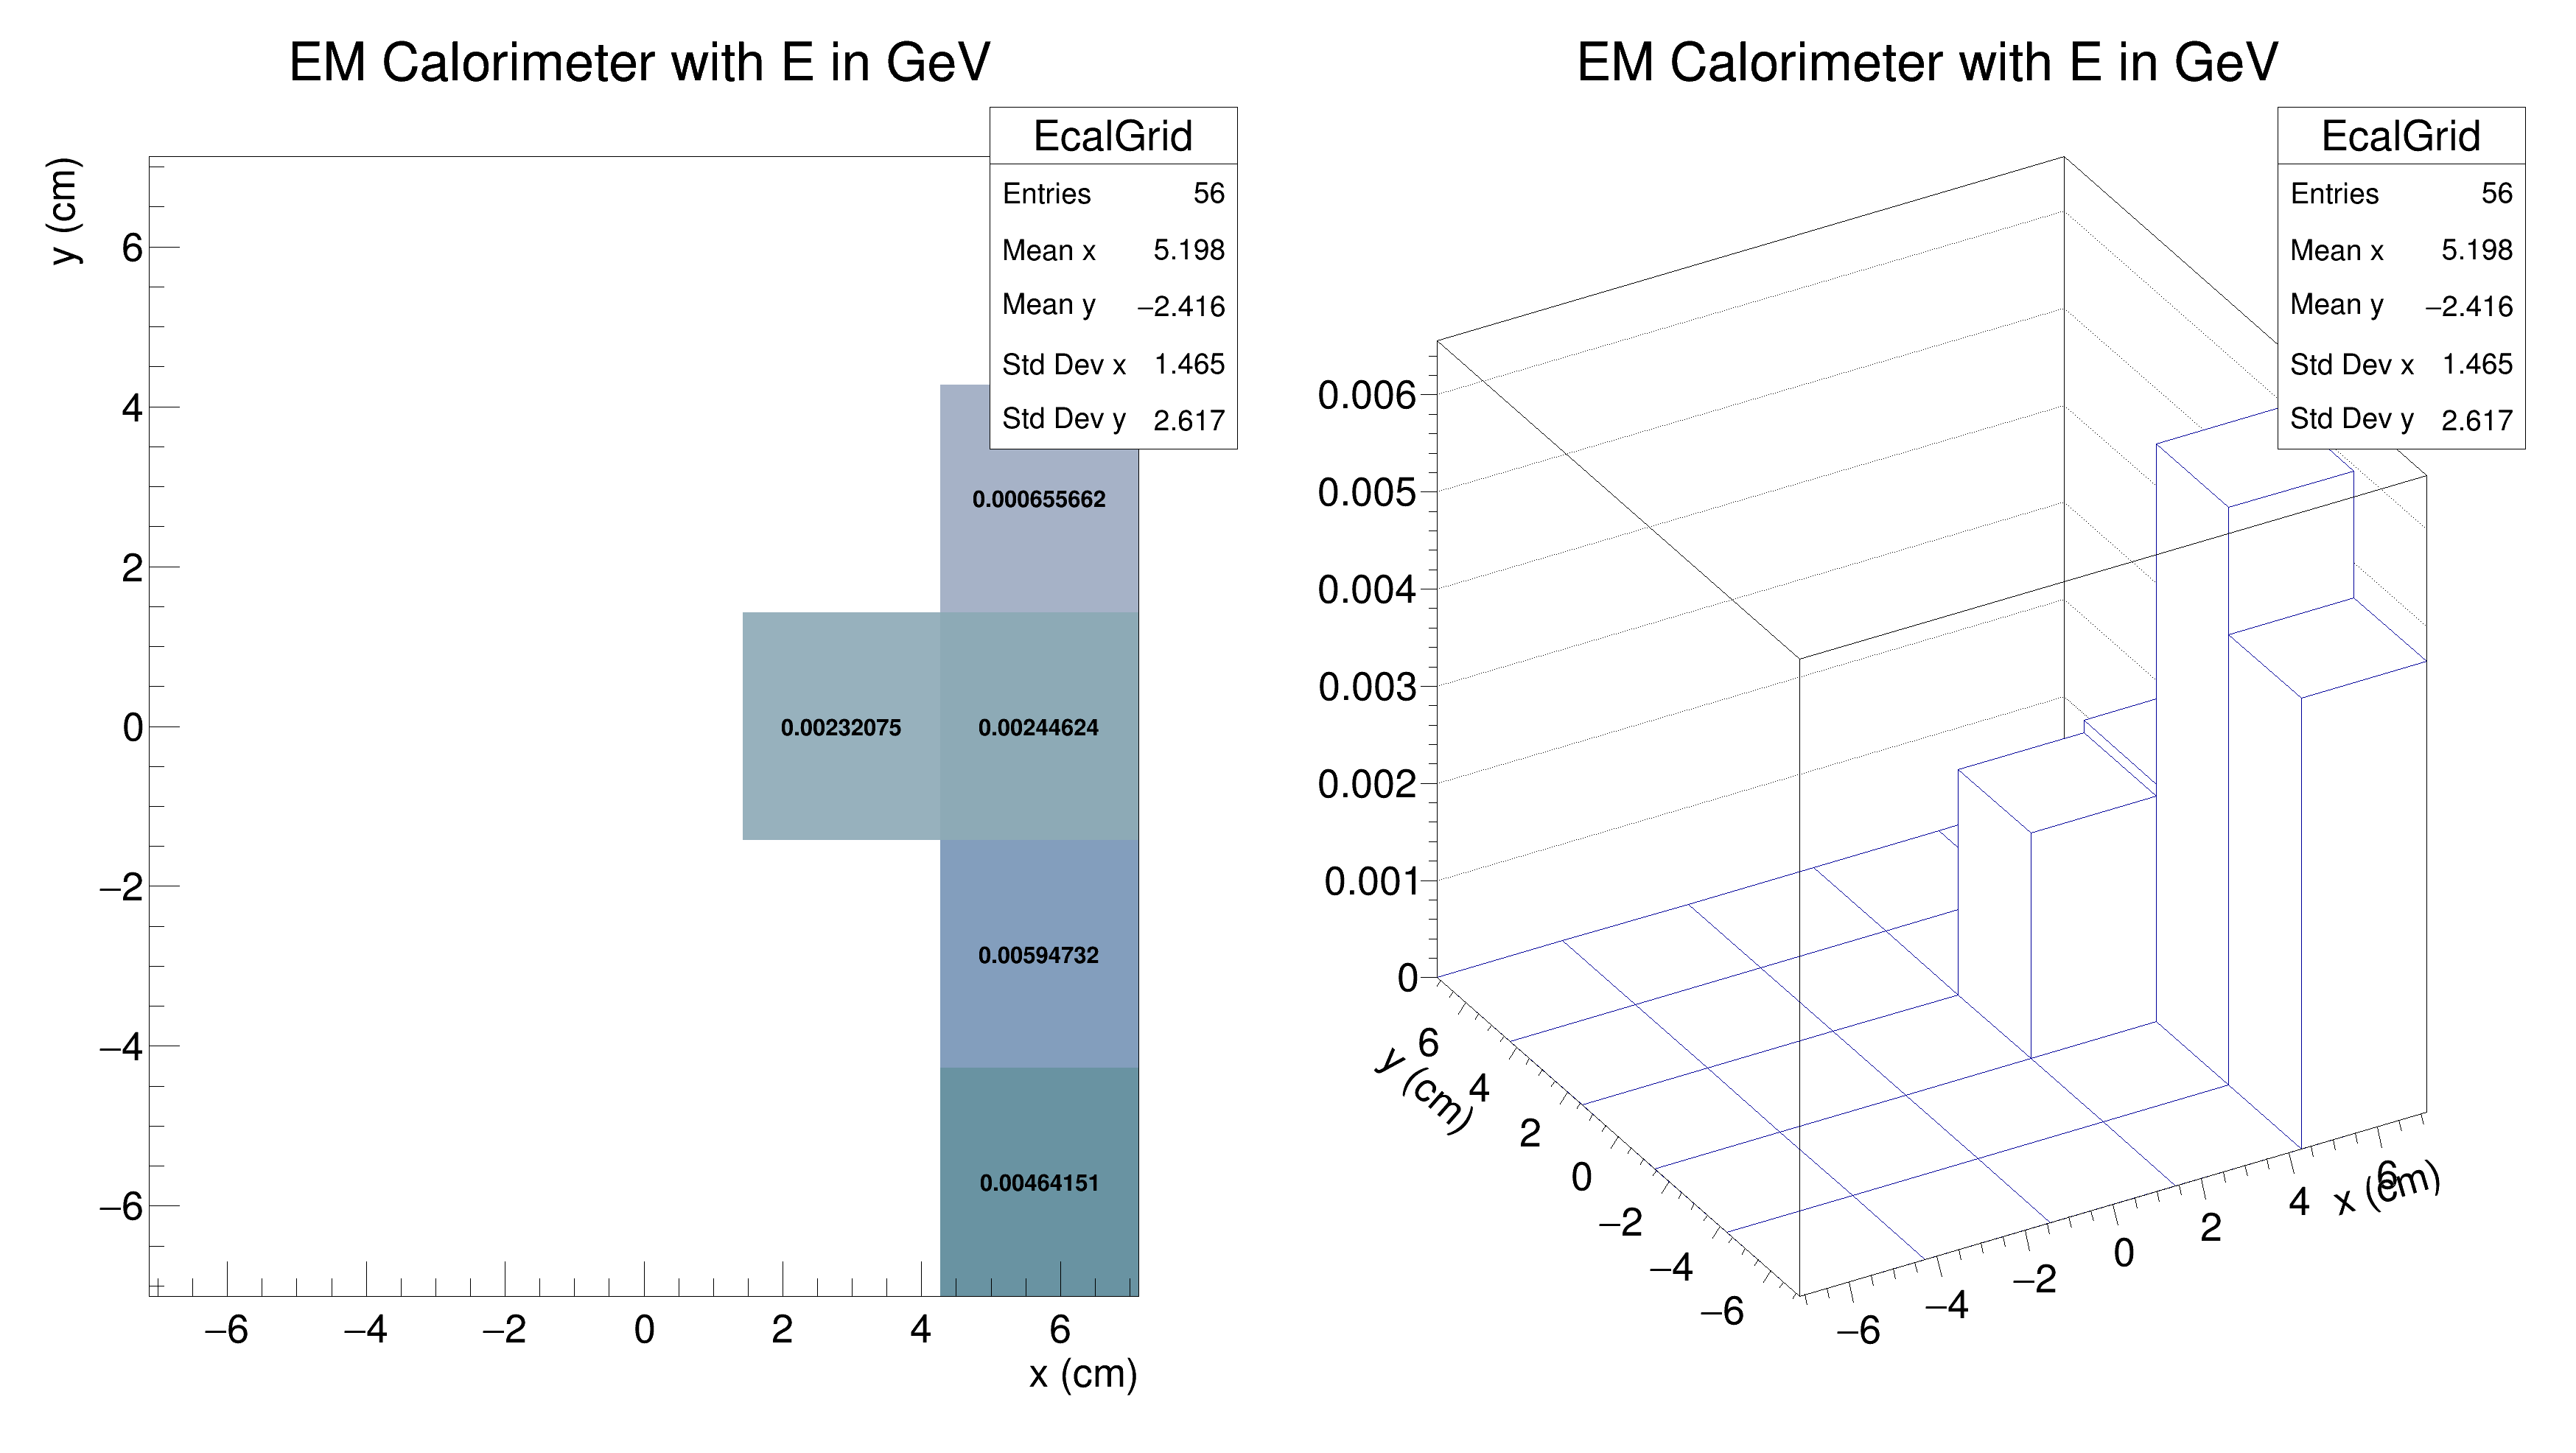 EM Calorimeter with E in GeV
EcalGrid
Entries 56
Mean x 5.198
Mean y −2.416
Std Dev x 1.465
Std Dev y 2.617
y (cm)
6
4
2
0
−2
−4
−6
0.000655662
0.00232075 0.00244624
0.00594732
0.00464151
−6 −4 −2 0 2 4 6
x (cm)
EM Calorimeter with E in GeV
EcalGrid
Entries 56
Mean x 5.198
Mean y −2.416
Std Dev x 1.465
Std Dev y 2.617
0.006
0.005
0.004
0.003
0.002
0.001
0
y (cm)
6
4
2
0
−2
−4
−6
−6
−4
−2
0
2
4
6
x (cm)